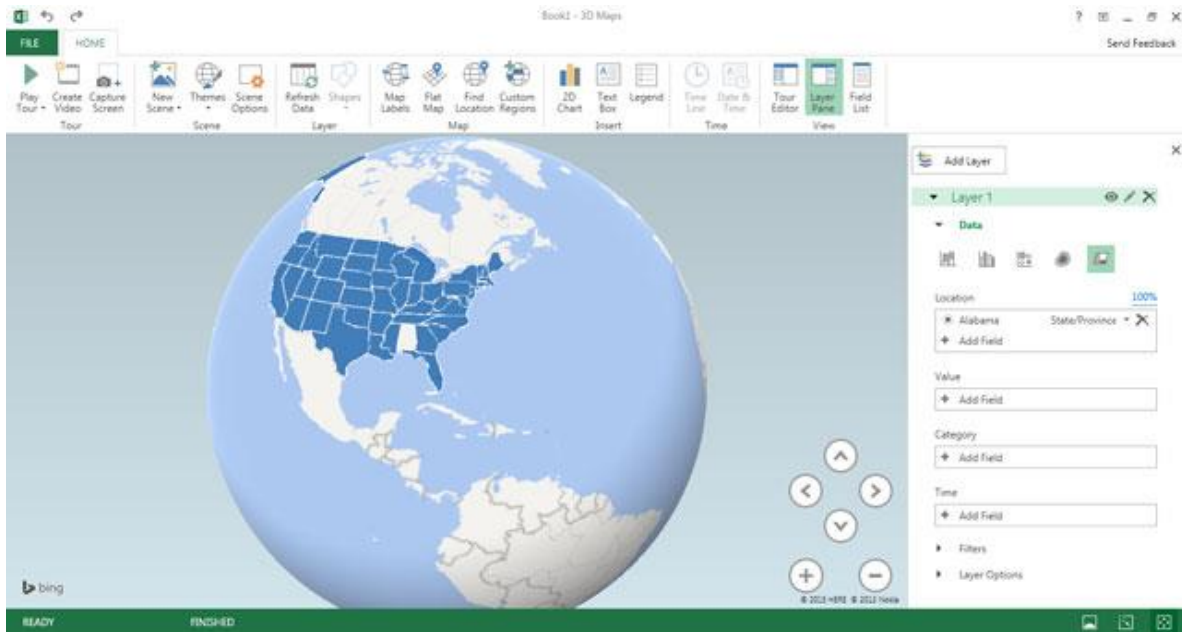 Book1 - 3D Maps
?
FILE HOME Send Feedback
Play Tour
Create Video
Capture Screen
New Scene
Themes
Scene Options
Refresh Data
Shapes
Map Labels
Flat Map
Find Location
Custom Regions
2D Chart
Text Box
Legend
Time Line
Date & Time
Tour Editor
Layer Pane
Field List
Tour Scene Layer Map Insert Time View
Add Layer
Layer 1
Data
Location 100%
Alabama State/Province
Add Field
Value
Add Field
Category
Add Field
Time
Add Field
Filters
Layer Options
bing
© 2013 HERE © 2013 Nokia
READY FINISHED